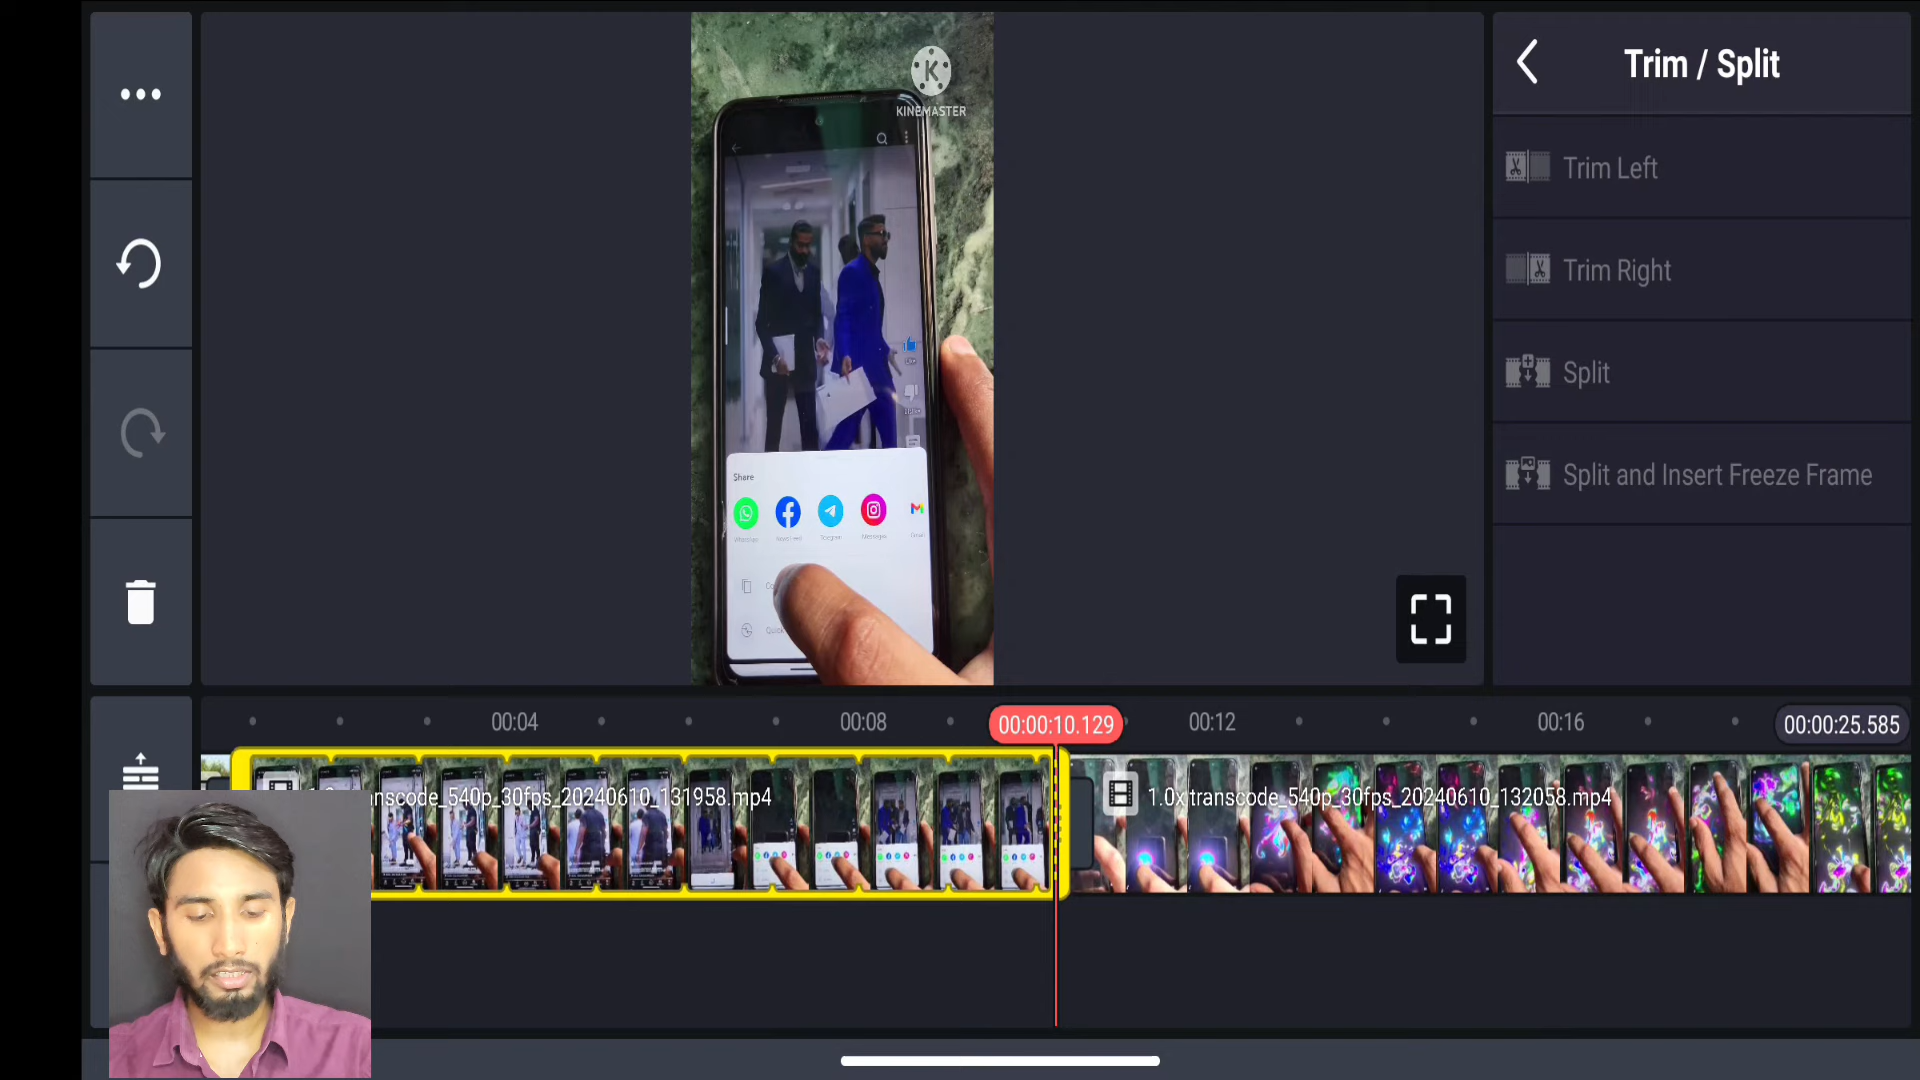 Trim / Split
KINEMASTER
Trim Left
Trim Right
Split
Split and Insert Freeze Frame
Share
00:04
00:08
00:00:10.129
00:12
00:16
00:00:25.585
nscode_540p_30fps_20240610_131958.mp4
1.0x transcode_540p_30fps_20240610_132058.mp4